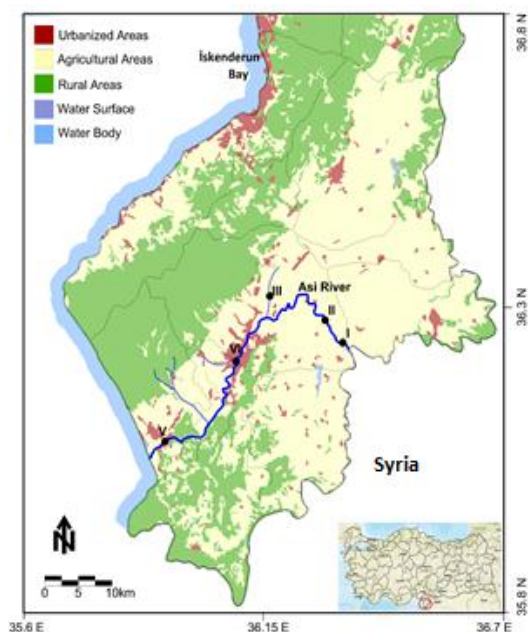 Urbanized Areas
Agricultural Areas
Rural Areas
Water Surface
Water Body
İskenderun
Bay
36.8 N
III
Asi River
II
I
36.3 N
VI
V
Syria
N
0 5 10km
35.8 N
35.6 E
36.15 E
36.7 E